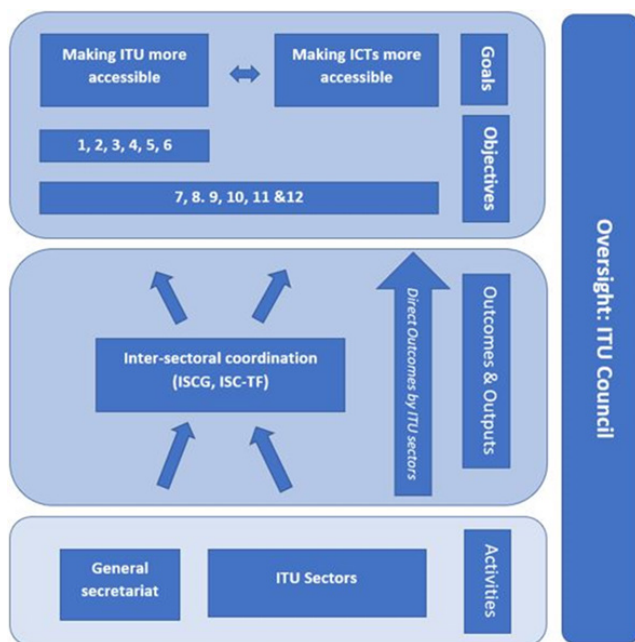 Making ITU more
accessible
Making ICTs more
accessible
Goals
1, 2, 3, 4, 5, 6
7, 8. 9, 10, 11 &12
Objectives
Inter-sectoral coordination
(ISCG, ISC-TF)
Direct Outcomes by ITU sectors
Outcomes & Outputs
General
secretariat
ITU Sectors
Activities
Oversight: ITU Council